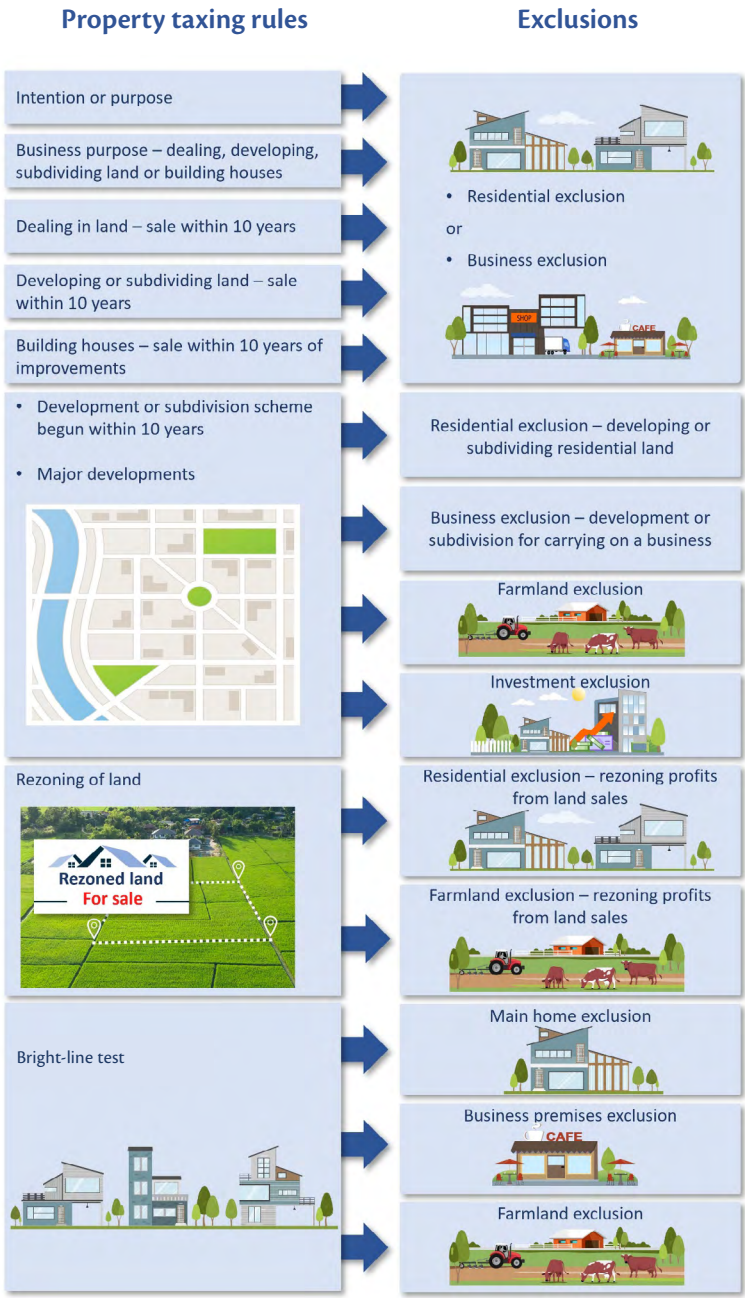 Property taxing rules
Exclusions
Intention or purpose
Business purpose – dealing, developing,
subdividing land or building houses
Dealing in land – sale within 10 years
Developing or subdividing land – sale
within 10 years
Building houses – sale within 10 years of
improvements
• Residential exclusion
or
• Business exclusion
SHOP
CAFE
• Development or subdivision scheme
begun within 10 years
• Major developments
Residential exclusion – developing or
subdividing residential land
Business exclusion – development or
subdivision for carrying on a business
Farmland exclusion
Investment exclusion
Rezoning of land
Rezoned land
For sale
Residential exclusion – rezoning profits
from land sales
Farmland exclusion – rezoning profits
from land sales
Bright-line test
Main home exclusion
Business premises exclusion
CAFE
Farmland exclusion